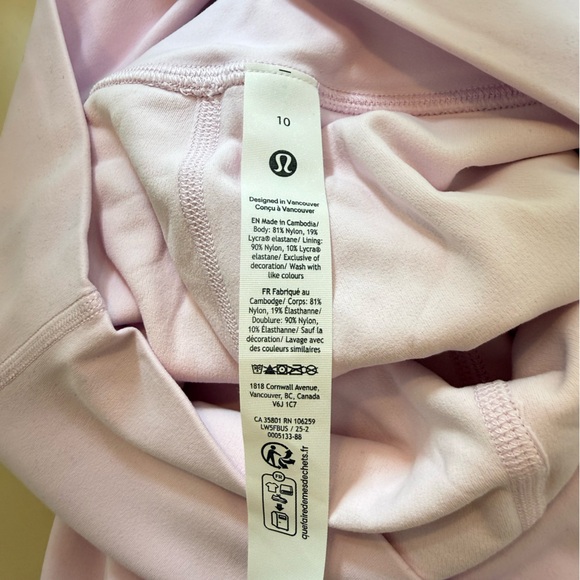 10
Designed in Vancouver
Conçu à Vancouver
EN Made in Cambodia/
Body: 81% Nylon, 19%
Lycra® elastane/ Lining:
90% Nylon, 10% Lycra®
elastane/ Exclusive of
decoration/ Wash with
like colours
FR Fabriqué au
Cambodge/ Corps: 81%
Nylon, 19% Élasthanne/
Doublure: 90% Nylon,
10% Élasthanne/ Sauf la
décoration/ Lavage avec
des couleurs similaires
1818 Cornwall Avenue,
Vancouver, BC, Canada
V6J 1C7
CA 35801 RN 106259
LW5FBUS / 25-2
0005133-88
FR
quefairedemesdechets.fr